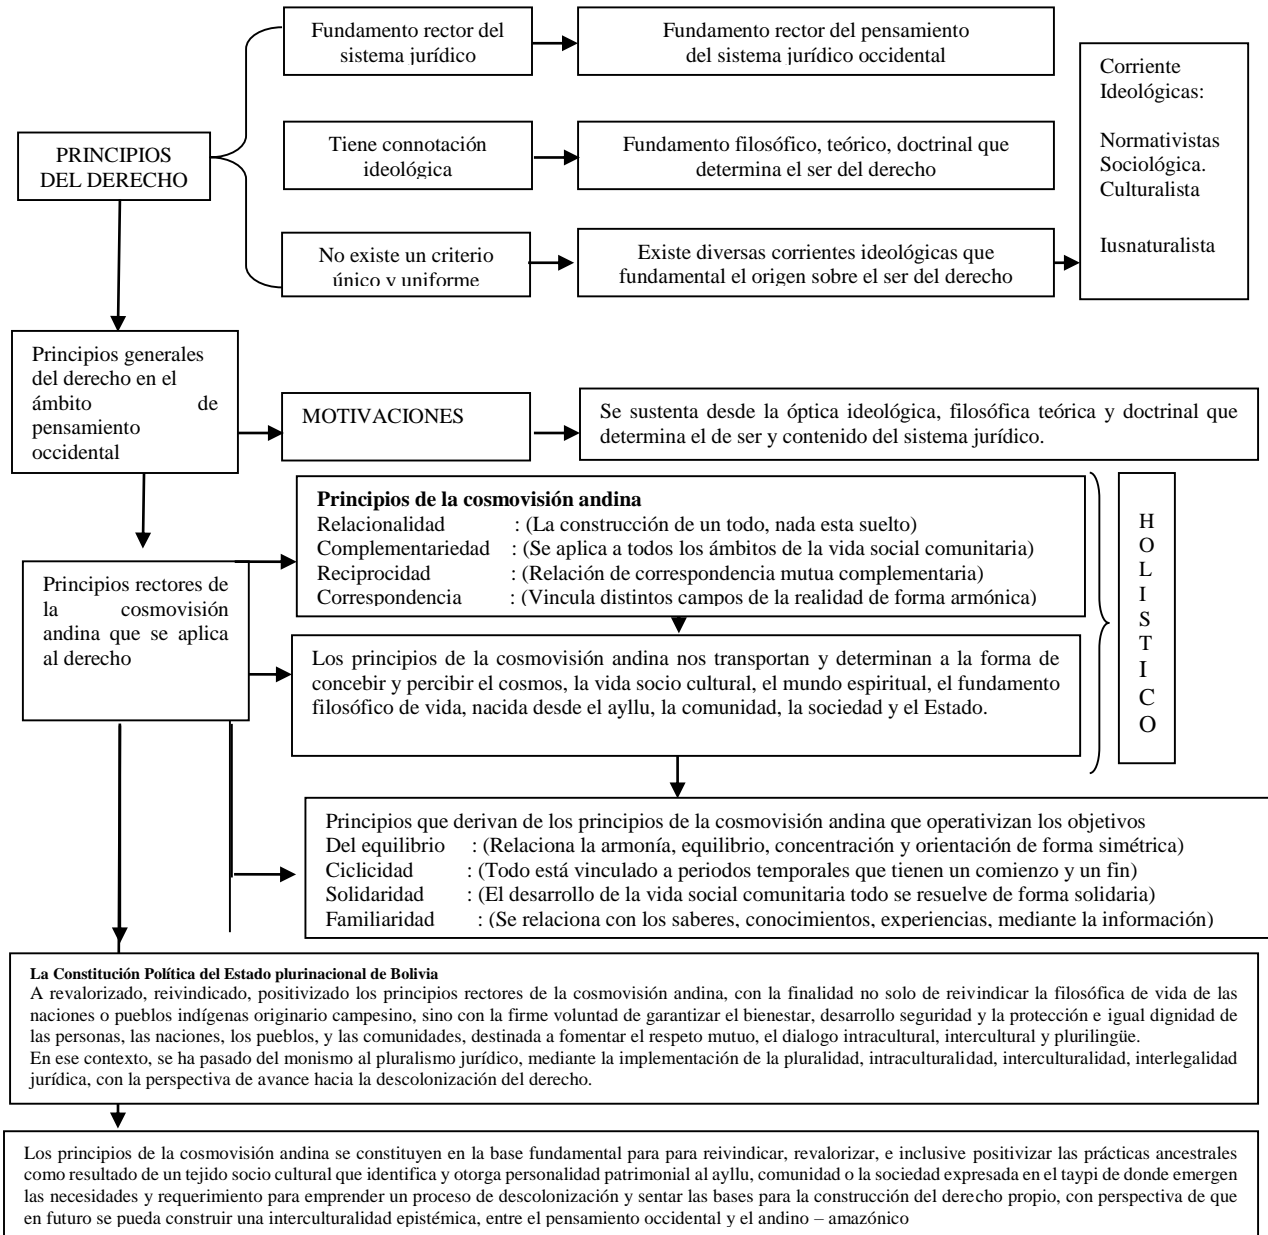 Fundamento rector del
sistema jurídico
Fundamento rector del pensamiento
del sistema jurídico occidental
Corriente
Ideológicas:
Normativistas
Sociológica.
Culturalista
Iusnaturalista
PRINCIPIOS
DEL DERECHO
Tiene connotación
ideológica
Fundamento filosófico, teórico, doctrinal que
determina el ser del derecho
No existe un criterio
único y uniforme
Existe diversas corrientes ideológicas que
fundamental el origen sobre el ser del derecho
Principios generales
del derecho en el
ámbito de
pensamiento
occidental
MOTIVACIONES
Se sustenta desde la óptica ideológica, filosófica teórica y doctrinal que
determina el de ser y contenido del sistema jurídico.
Principios de la cosmovisión andina
Relacionalidad : (La construcción de un todo, nada esta suelto)
Complementariedad : (Se aplica a todos los ámbitos de la vida social comunitaria)
Reciprocidad : (Relación de correspondencia mutua complementaria)
Correspondencia : (Vincula distintos campos de la realidad de forma armónica)
H
O
L
I
S
T
I
C
O
Principios rectores de
la cosmovisión
andina que se aplica
al derecho
Los principios de la cosmovisión andina nos transportan y determinan a la forma de
concebir y percibir el cosmos, la vida socio cultural, el mundo espiritual, el fundamento
filosófico de vida, nacida desde el ayllu, la comunidad, la sociedad y el Estado.
Principios que derivan de los principios de la cosmovisión andina que operativizan los objetivos
Del equilibrio : (Relaciona la armonía, equilibrio, concentración y orientación de forma simétrica)
Ciclicidad : (Todo está vinculado a periodos temporales que tienen un comienzo y un fin)
Solidaridad : (El desarrollo de la vida social comunitaria todo se resuelve de forma solidaria)
Familiaridad : (Se relaciona con los saberes, conocimientos, experiencias, mediante la información)
La Constitución Política del Estado plurinacional de Bolivia
A revalorizado, reivindicado, positivizado los principios rectores de la cosmovisión andina, con la finalidad no solo de reivindicar la filosófica de vida de las
naciones o pueblos indígenas originario campesino, sino con la firme voluntad de garantizar el bienestar, desarrollo seguridad y la protección e igual dignidad de
las personas, las naciones, los pueblos, y las comunidades, destinada a fomentar el respeto mutuo, el dialogo intracultural, intercultural y plurilingüe.
En ese contexto, se ha pasado del monismo al pluralismo jurídico, mediante la implementación de la pluralidad, intraculturalidad, interculturalidad, interlegalidad
jurídica, con la perspectiva de avance hacia la descolonización del derecho.
Los principios de la cosmovisión andina se constituyen en la base fundamental para para reivindicar, revalorizar, e inclusive positivizar las prácticas ancestrales
como resultado de un tejido socio cultural que identifica y otorga personalidad patrimonial al ayllu, comunidad o la sociedad expresada en el taypi de donde emergen
las necesidades y requerimiento para emprender un proceso de descolonización y sentar las bases para la construcción del derecho propio, con perspectiva de que
en futuro se pueda construir una interculturalidad epistémica, entre el pensamiento occidental y el andino – amazónico